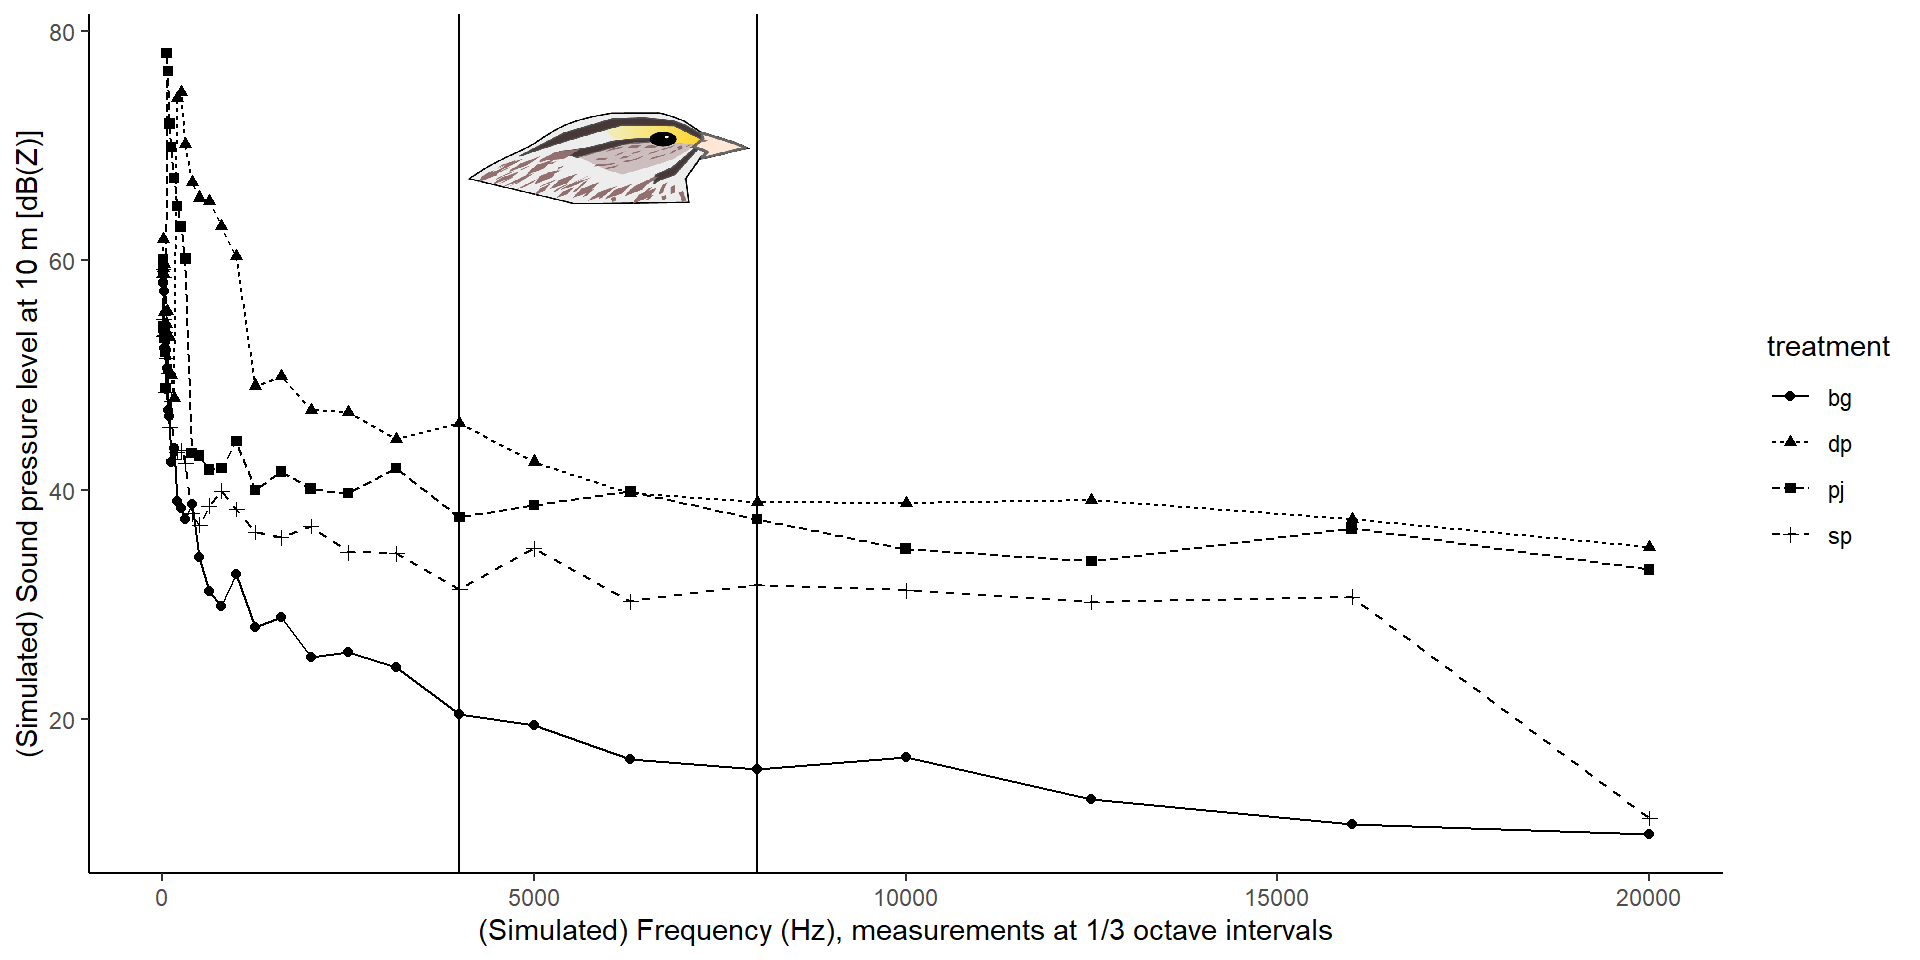 80
60
40
20
(Simulated) Sound pressure level at 10 m [dB(Z)]
0 5000 10000 15000 20000
(Simulated) Frequency (Hz), measurements at 1/3 octave intervals
treatment
bg
dp
pj
sp